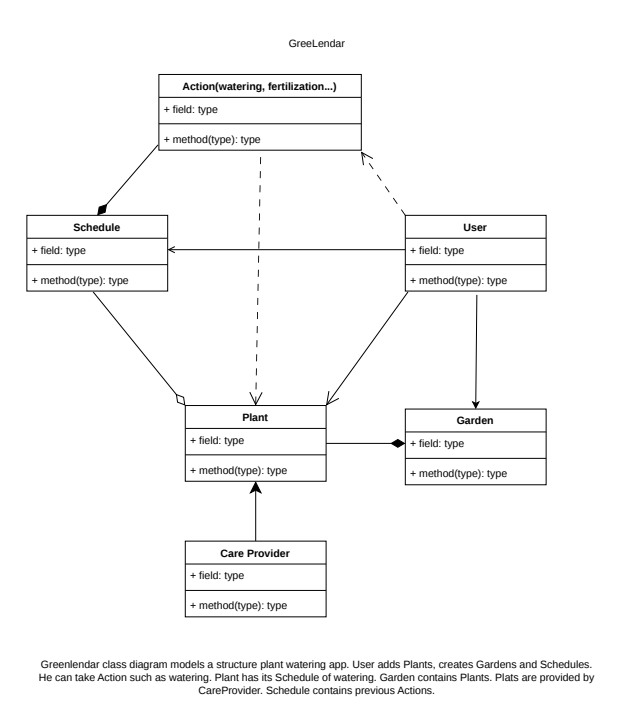 GreeLendar
Action(watering, fertilization...)
+ field: type
+ method(type): type
Schedule
+ field: type
+ method(type): type
User
+ field: type
+ method(type): type
Plant
+ field: type
+ method(type): type
Garden
+ field: type
+ method(type): type
Care Provider
+ field: type
+ method(type): type
Greenlendar class diagram models a structure plant watering app. User adds Plants, creates Gardens and Schedules.
He can take Action such as watering. Plant has its Schedule of watering. Garden contains Plants. Plats are provided by
CareProvider. Schedule contains previous Actions.